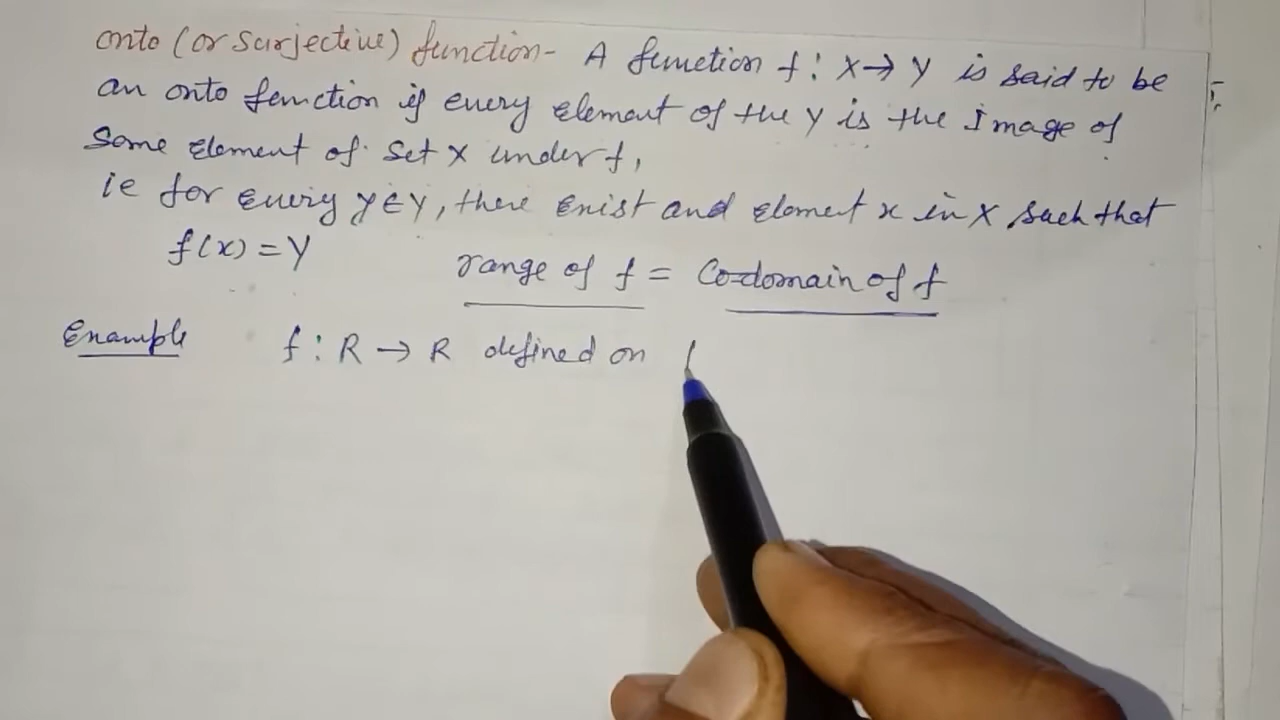 onto (or surjective) function- A function f : X → Y is said to be
an onto function if every element of the Y is the Image of
Some element of set X under f,
ie for every y ∈ Y, there exist and element x in X such that
f(x) = Y
range of f = Co-domain of f
Example f : R → R defined on